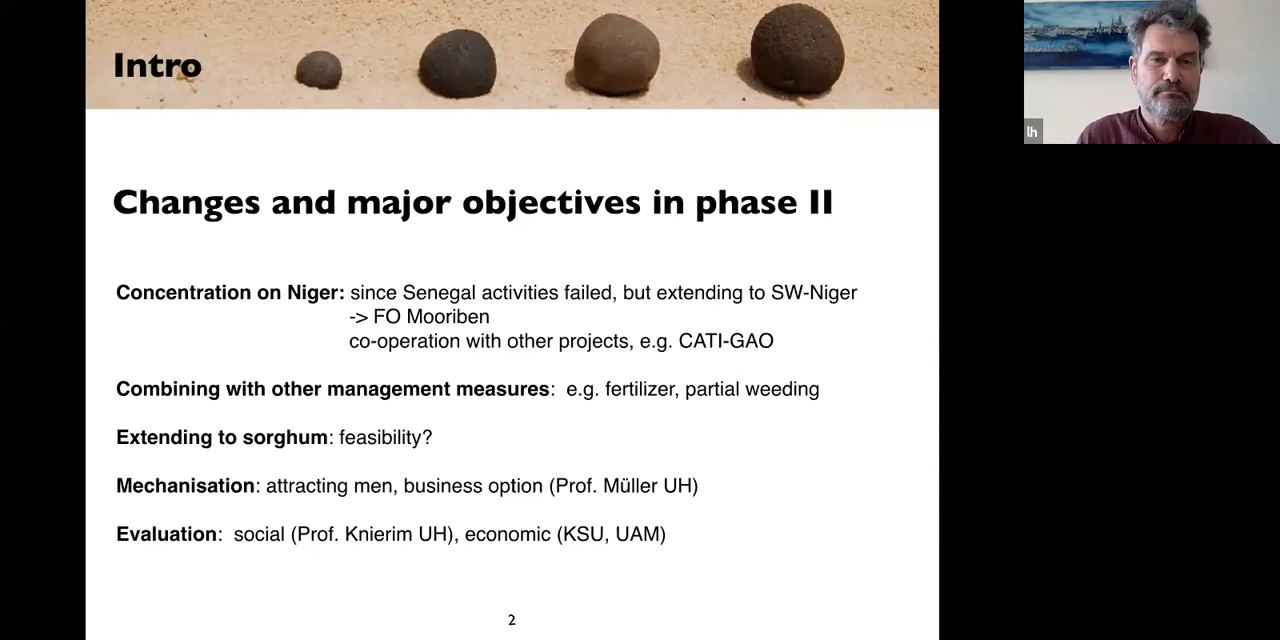 Intro
Changes and major objectives in phase II
Concentration on Niger: since Senegal activities failed, but extending to SW-Niger
-> FO Mooriben
co-operation with other projects, e.g. CATI-GAO
Combining with other management measures:  e.g. fertilizer, partial weeding
Extending to sorghum: feasibility?
Mechanisation: attracting men, business option (Prof. Müller UH)
Evaluation:  social (Prof. Knierim UH), economic (KSU, UAM)
2
lh